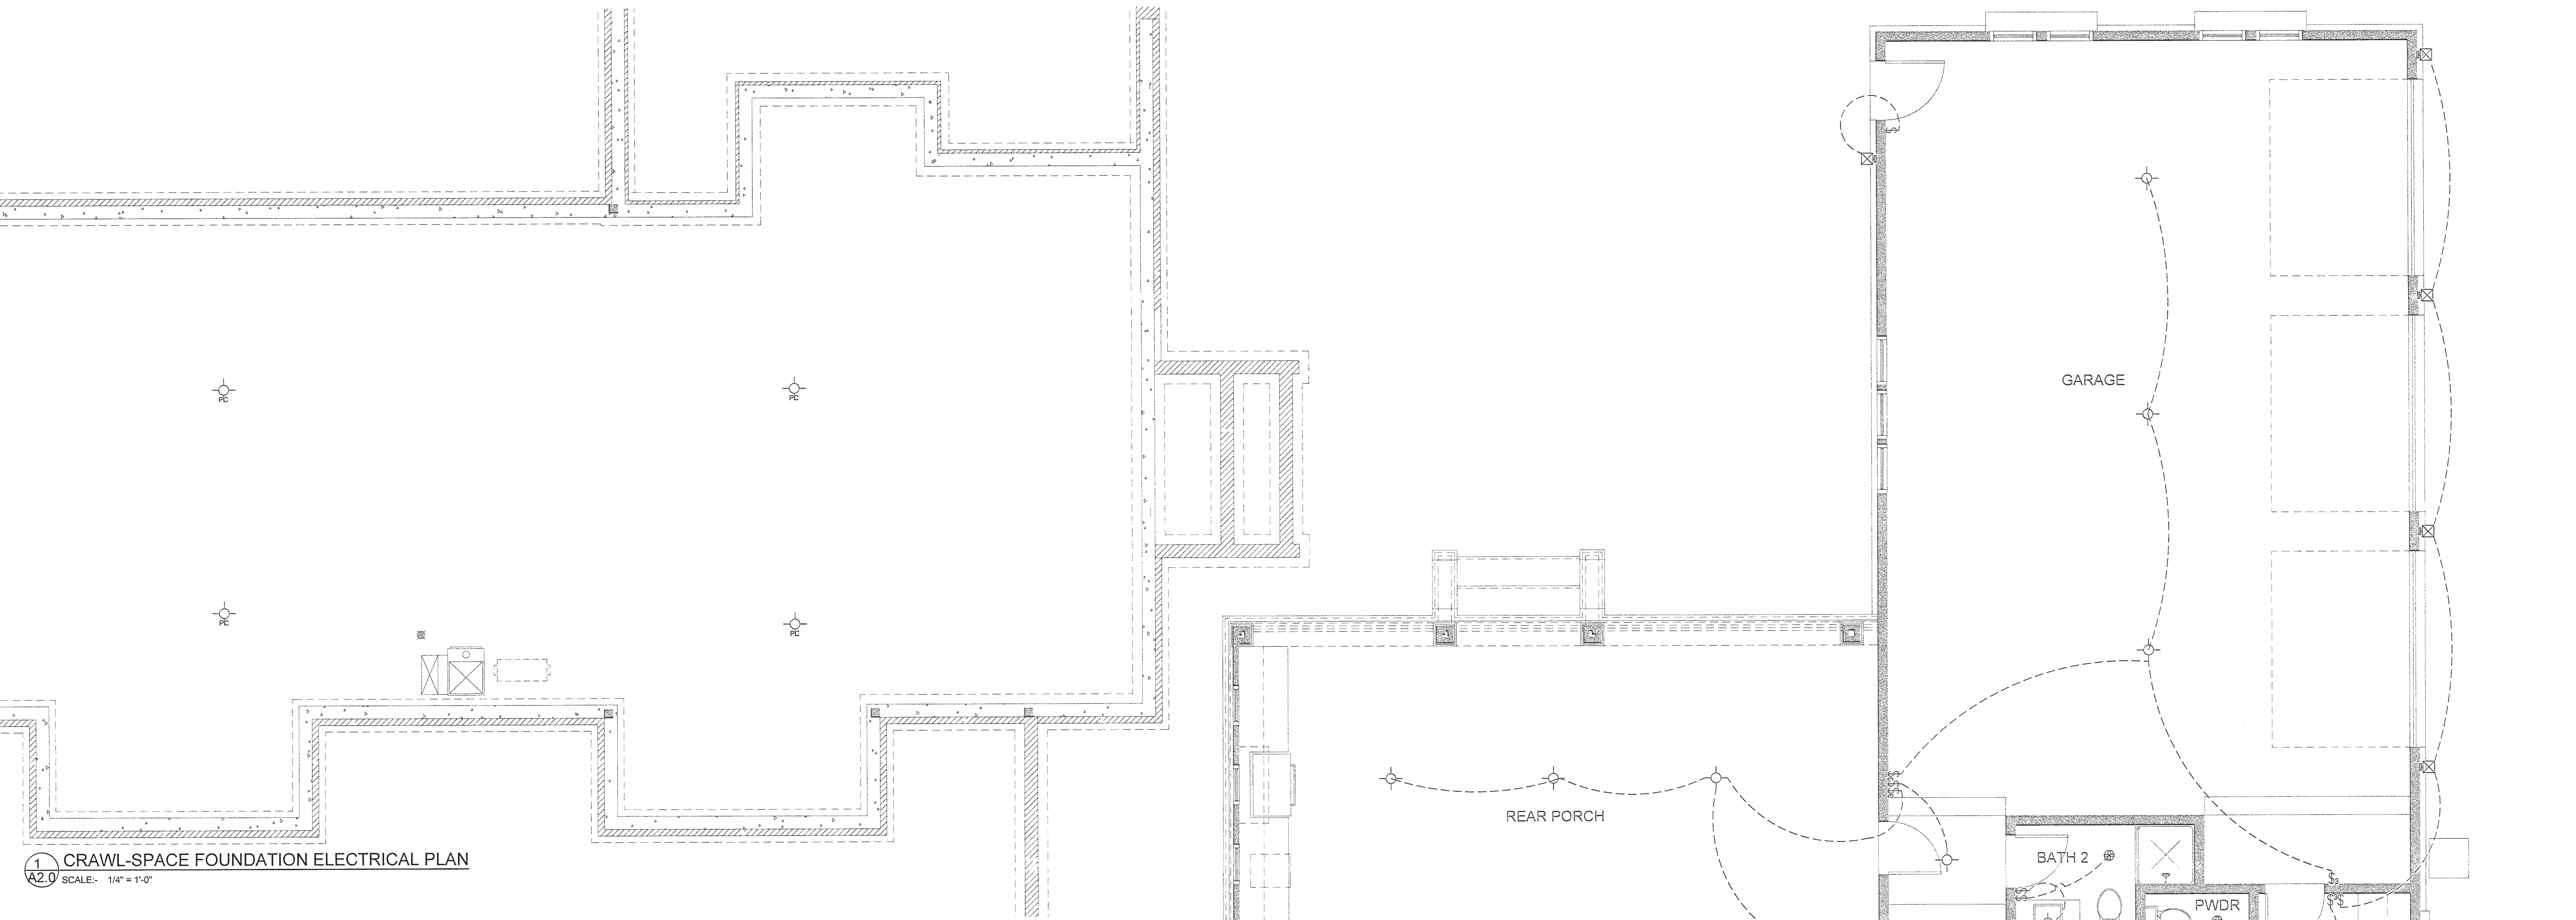 PC
PC
PC
PC
GARAGE
REAR PORCH
$
$
$
$
BATH 2
$
$3
$
$
PWDR
1
A2.0
CRAWL-SPACE FOUNDATION ELECTRICAL PLAN
SCALE:- 1/4" = 1'-0"